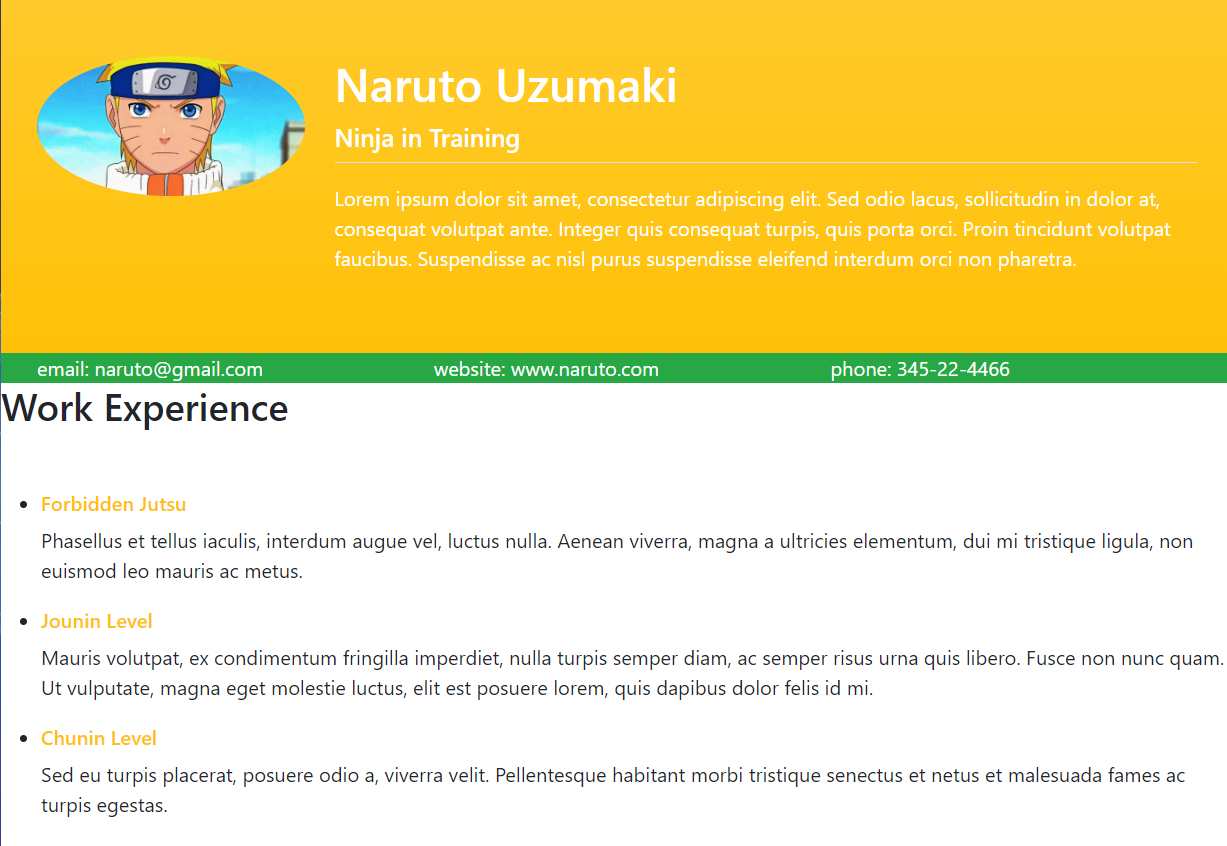 Naruto Uzumaki
Ninja in Training
Lorem ipsum dolor sit amet, consectetur adipiscing elit. Sed odio lacus, sollicitudin in dolor at,
consequat volutpat ante. Integer quis consequat turpis, quis porta orci. Proin tincidunt volutpat
faucibus. Suspendisse ac nisl purus suspendisse eleifend interdum orci non pharetra.
email: naruto@gmail.com website: www.naruto.com phone: 345-22-4466
Work Experience
Forbidden Jutsu
Phasellus et tellus iaculis, interdum augue vel, luctus nulla. Aenean viverra, magna a ultricies elementum, dui mi tristique ligula, non
euismod leo mauris ac metus.
Jounin Level
Mauris volutpat, ex condimentum fringilla imperdiet, nulla turpis semper diam, ac semper risus urna quis libero. Fusce non nunc quam.
Ut vulputate, magna eget molestie luctus, elit est posuere lorem, quis dapibus dolor felis id mi.
Chunin Level
Sed eu turpis placerat, posuere odio a, viverra velit. Pellentesque habitant morbi tristique senectus et netus et malesuada fames ac
turpis egestas.